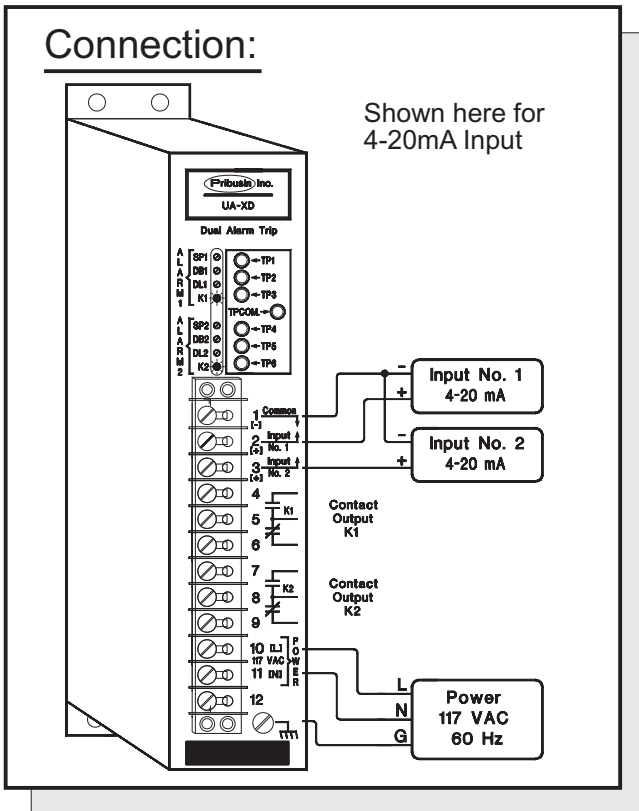 Connection:
Shown here for
4-20mA Input
Pribusin Inc.
UA-XD
Dual Alarm Trip
ALARM 1
SP1
DB1
DL1
K1
TP1
TP2
TP3
TPCOM.
ALARM 2
SP2
DB2
DL2
K2
TP4
TP5
TP6
1 Common
[-]
2 Input
[+] No. 1
3 Input
[+] No. 2
4
5
6
K1
Contact
Output
K1
7
8
9
K2
Contact
Output
K2
10 [L]
117 VAC
11 [N]
POWER
12
- Input No. 1
+ 4-20 mA
- Input No. 2
+ 4-20 mA
L
N
G
Power
117 VAC
60 Hz